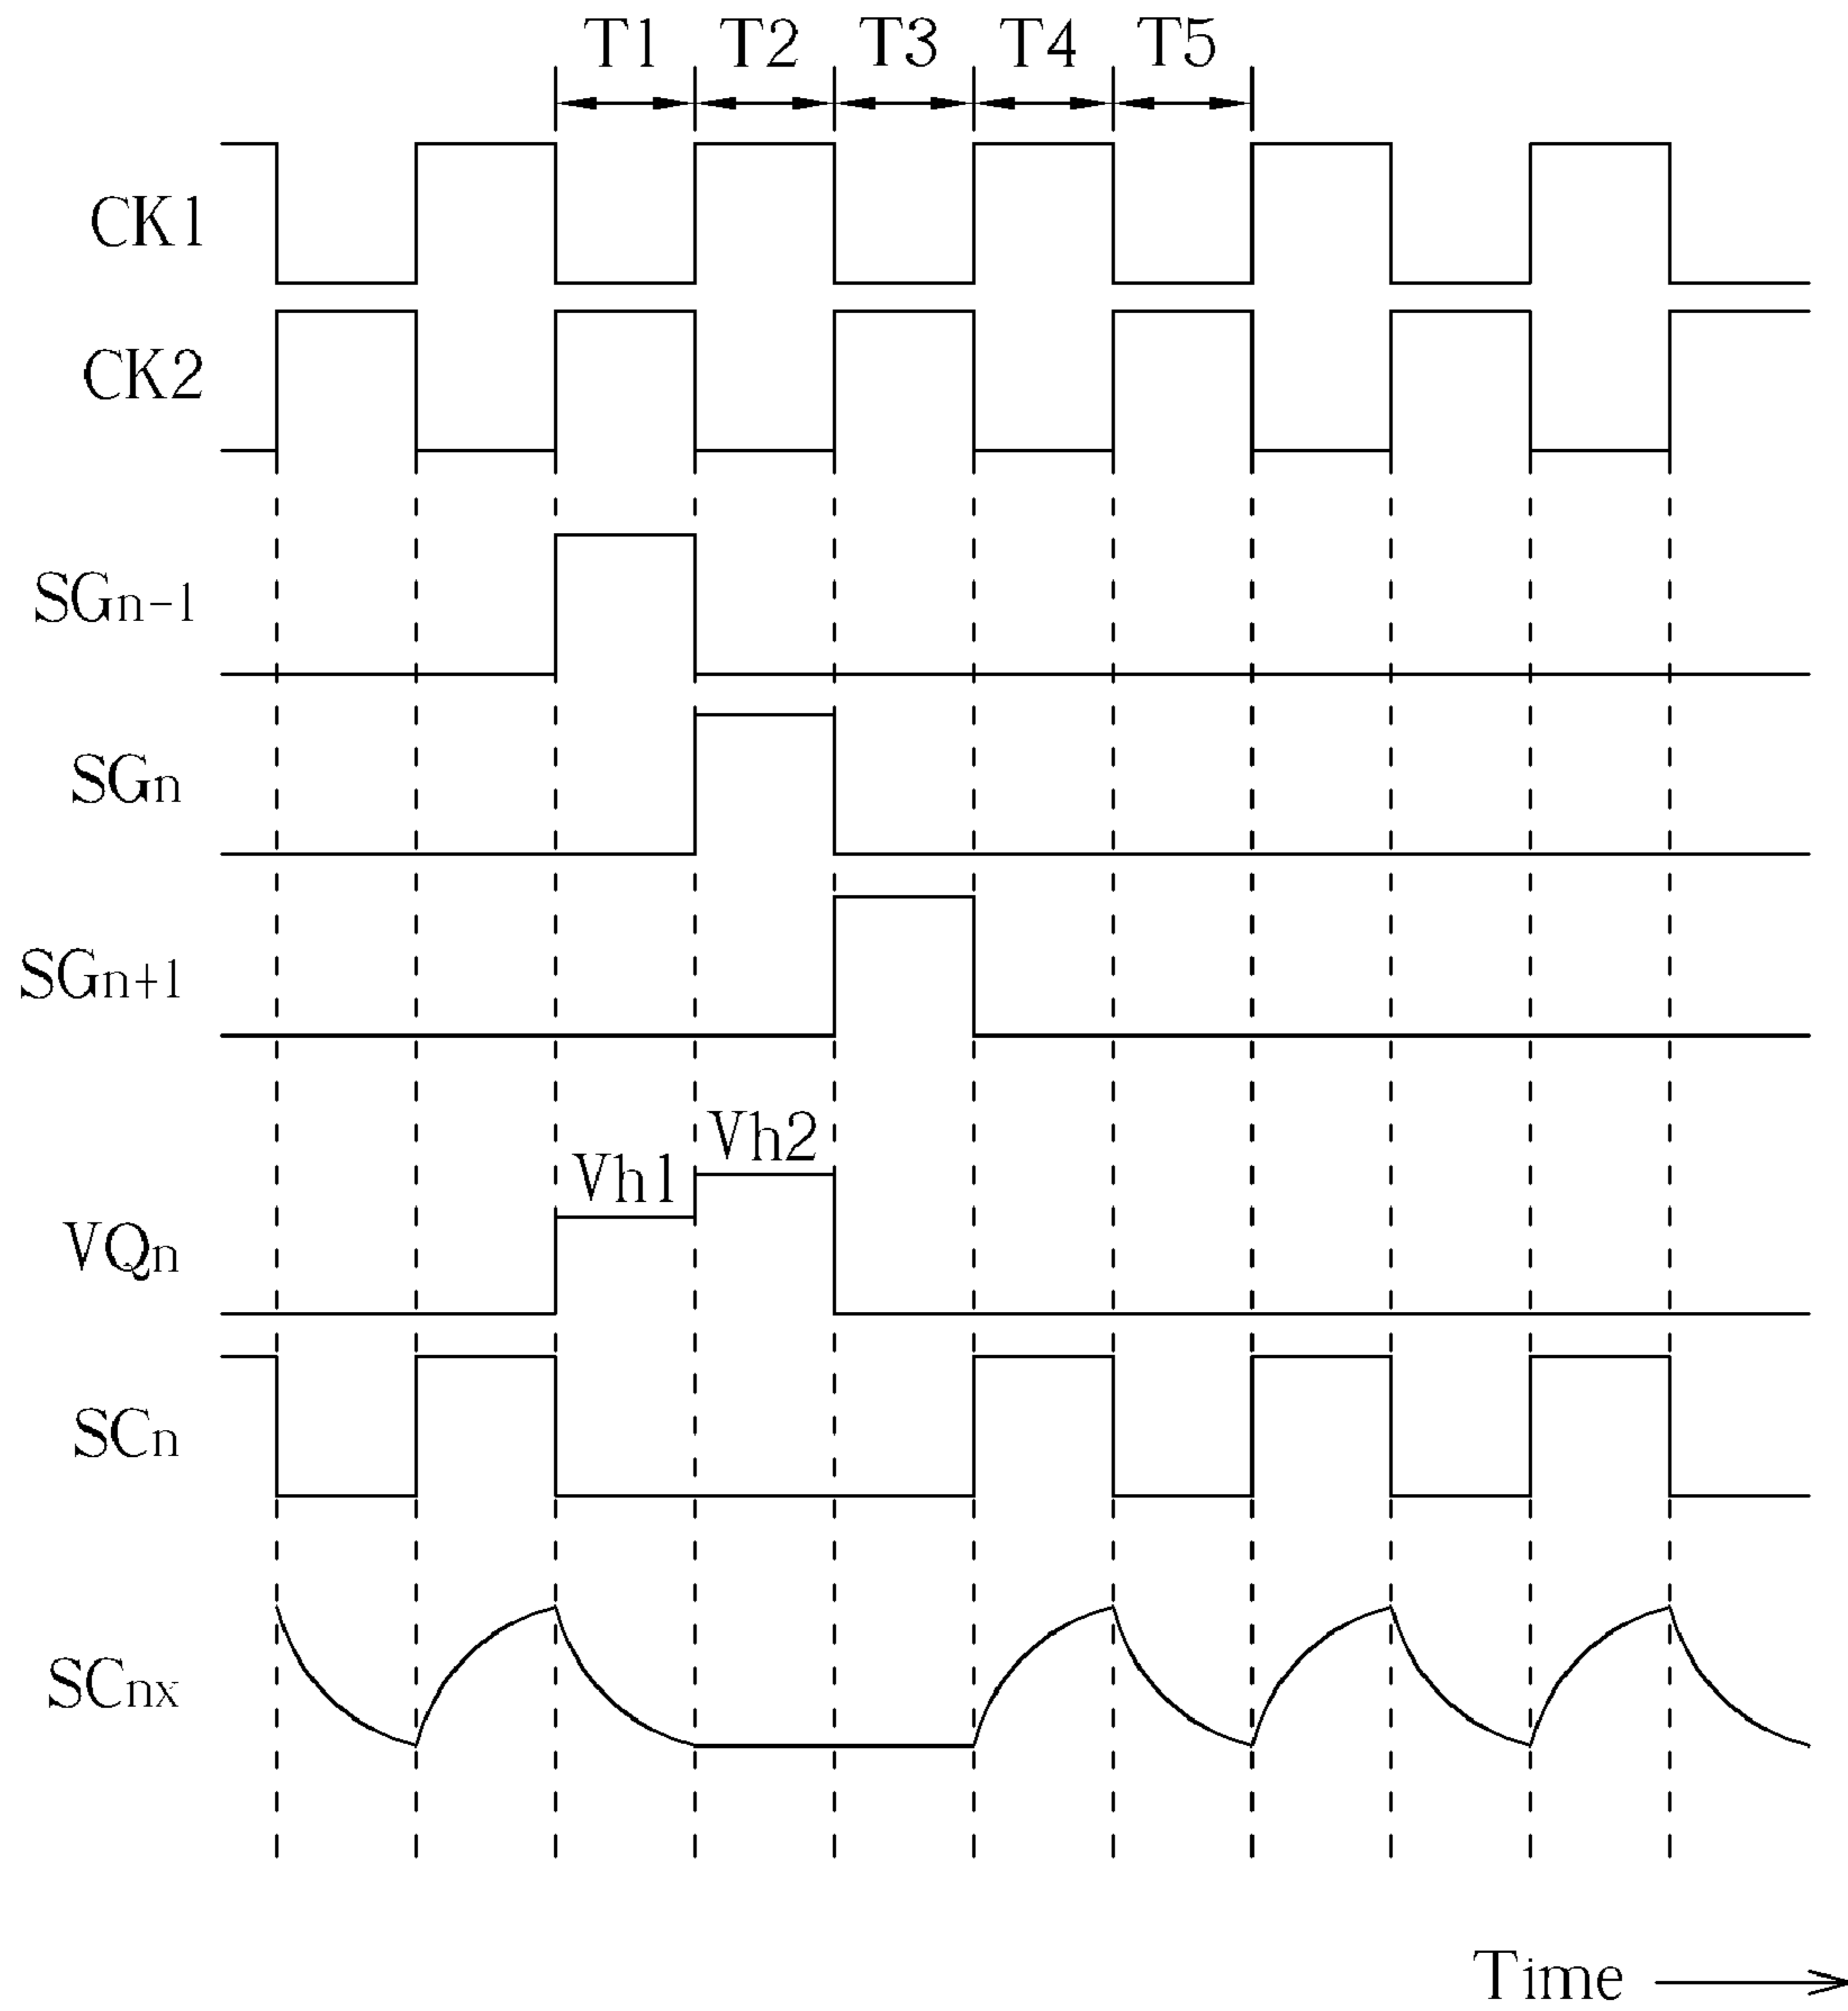 T1 T2 T3 T4 T5
CK1
CK2
SGn-1
SGn
SGn+1
Vh2
Vh1
VQn
SCn
SCnx
Time